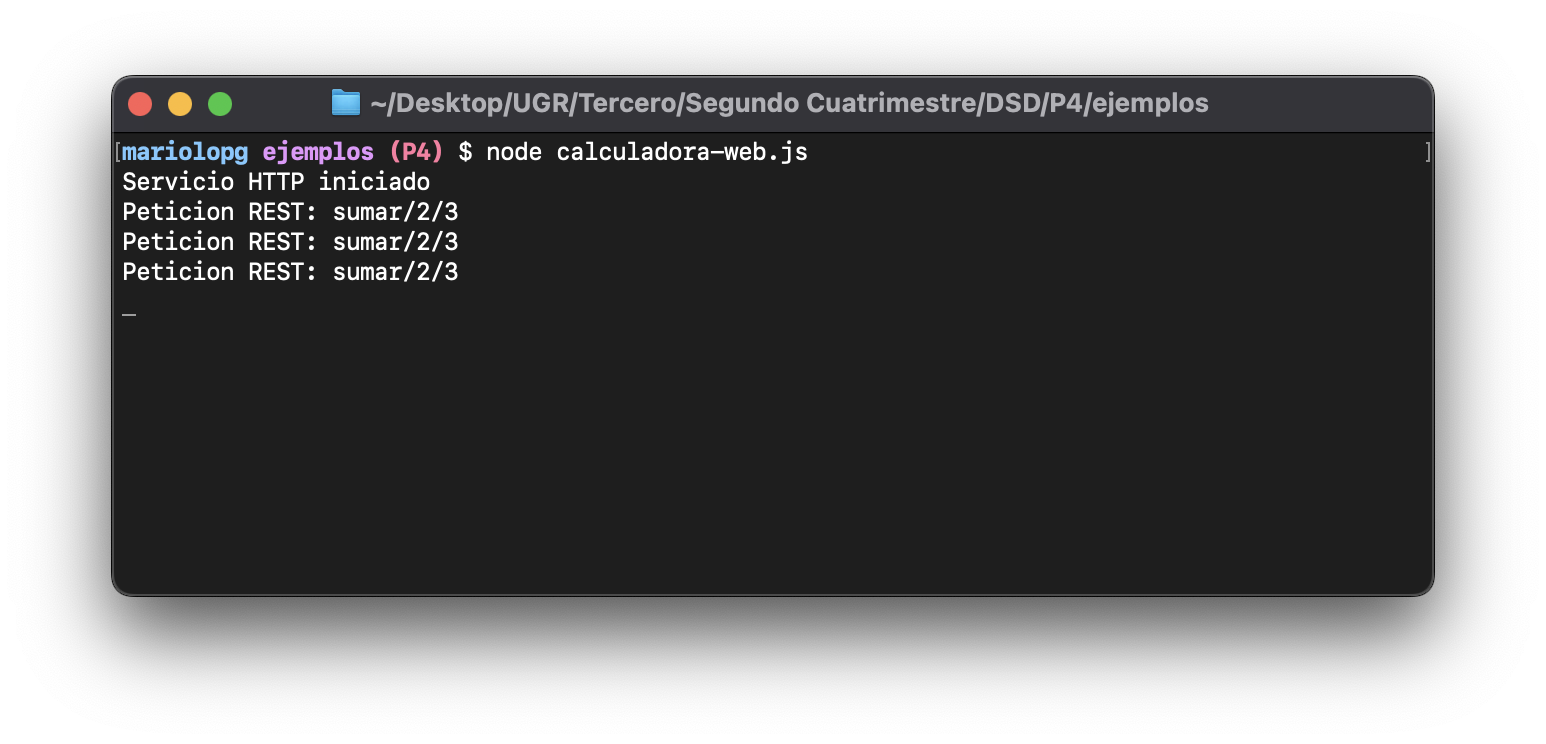 ~/Desktop/UGR/Tercero/Segundo Cuatrimestre/DSD/P4/ejemplos
[mariolopg ejemplos (P4) $ node calculadora-web.js ]
Servicio HTTP iniciado
Peticion REST: sumar/2/3
Peticion REST: sumar/2/3
Peticion REST: sumar/2/3
_